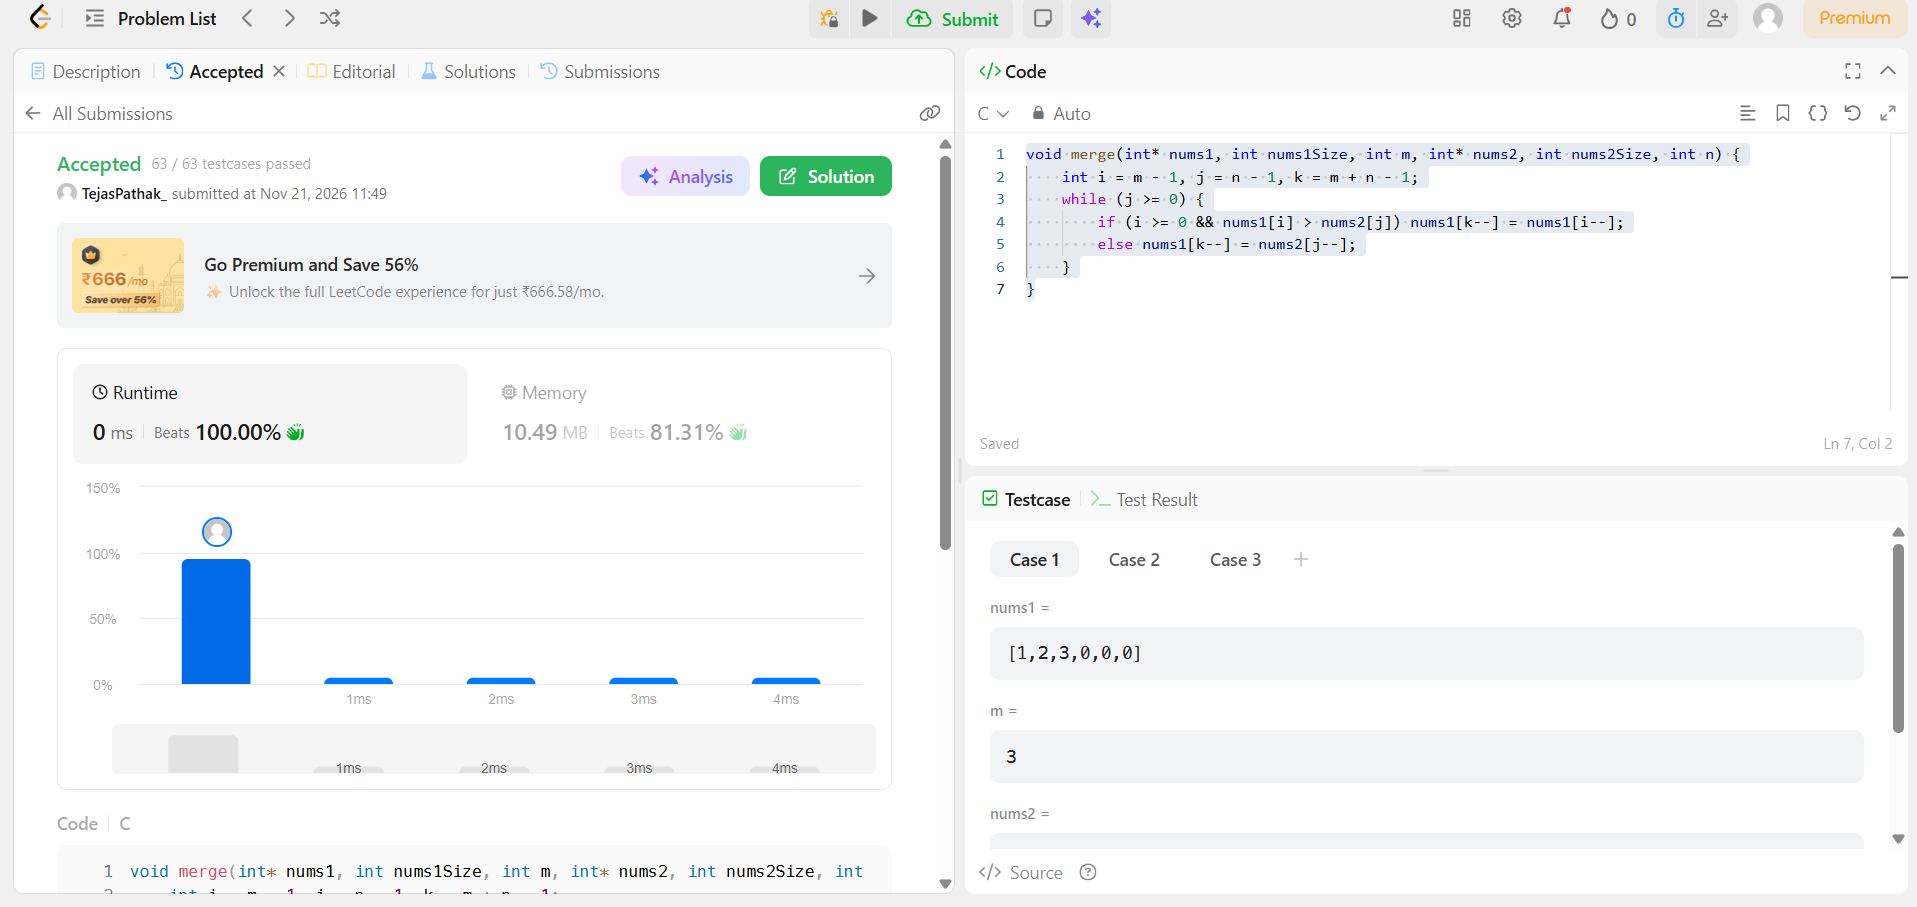 Problem List
Submit
0
Premium
Description
Accepted
Editorial
Solutions
Submissions
All Submissions
Accepted 63 / 63 testcases passed
TejasPathak_ submitted at Nov 21, 2026 11:49
Analysis
Solution
₹666/mo
Save over 56%
Go Premium and Save 56%
✨ Unlock the full LeetCode experience for just ₹666.58/mo.
Runtime
0 ms Beats 100.00%
Memory
10.49 MB Beats 81.31%
150%
100%
50%
0%
1ms 2ms 3ms 4ms
1ms 2ms 3ms 4ms
Code C
1 void merge(int* nums1, int nums1Size, int m, int* nums2, int nums2Size, int
</> Code
C Auto
1 void merge(int* nums1, int nums1Size, int m, int* nums2, int nums2Size, int n) {
2 int i = m - 1, j = n - 1, k = m + n - 1;
3 while (j >= 0) {
4 if (i >= 0 && nums1[i] > nums2[j]) nums1[k--] = nums1[i--];
5 else nums1[k--] = nums2[j--];
6 }
7 }
Saved
Ln 7, Col 2
Testcase
Test Result
Case 1 Case 2 Case 3 +
nums1 =
[1,2,3,0,0,0]
m =
3
nums2 =
</> Source